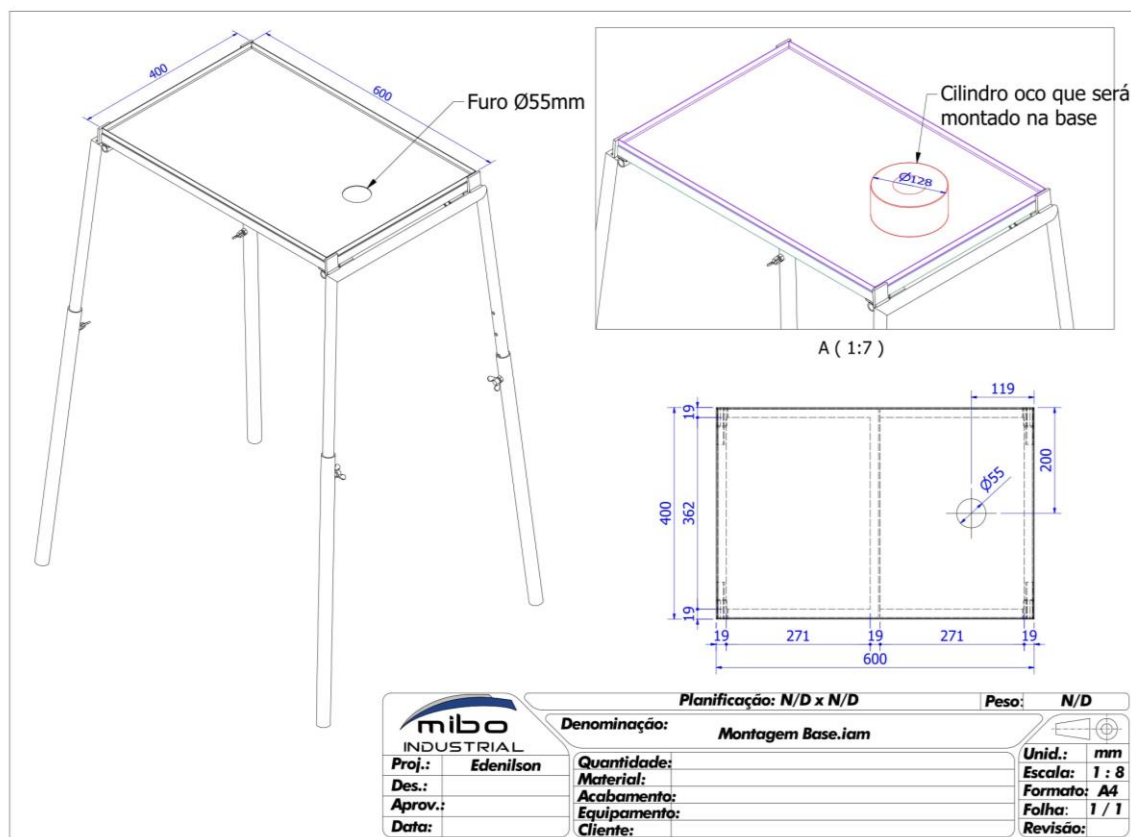 400
600
Furo Ø55mm
Cilindro oco que será
montado na base
Ø128
A ( 1:7 )
119
19
200
Ø55
400
362
19
19
271
19
271
19
600
Planificação: N/D x N/D
Peso: N/D
mibo
INDUSTRIAL
Denominação:
Montagem Base.iam
Proj.: Edenilson
Des.:
Aprov.:
Data:
Quantidade:
Material:
Acabamento:
Equipamento:
Cliente:
Unid.: mm
Escala: 1 : 8
Formato: A4
Folha: 1 / 1
Revisão: